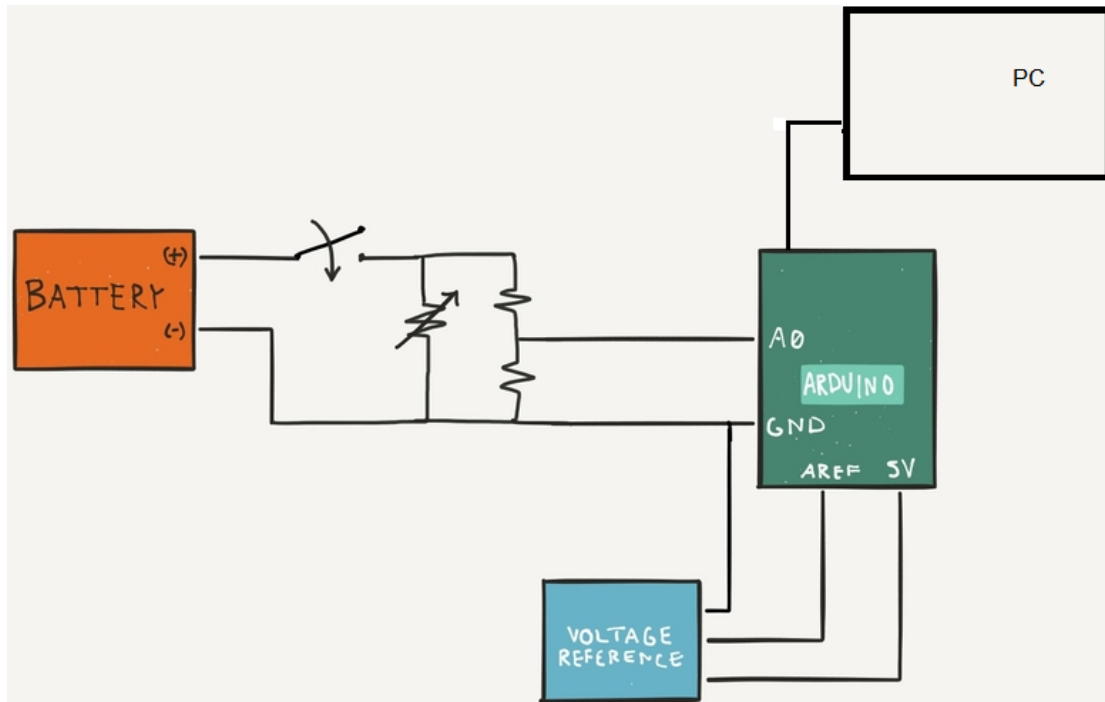 PC
(+)
BATTERY
(-)
A0
ARDUINO
GND
AREF 5V
VOLTAGE
REFERENCE